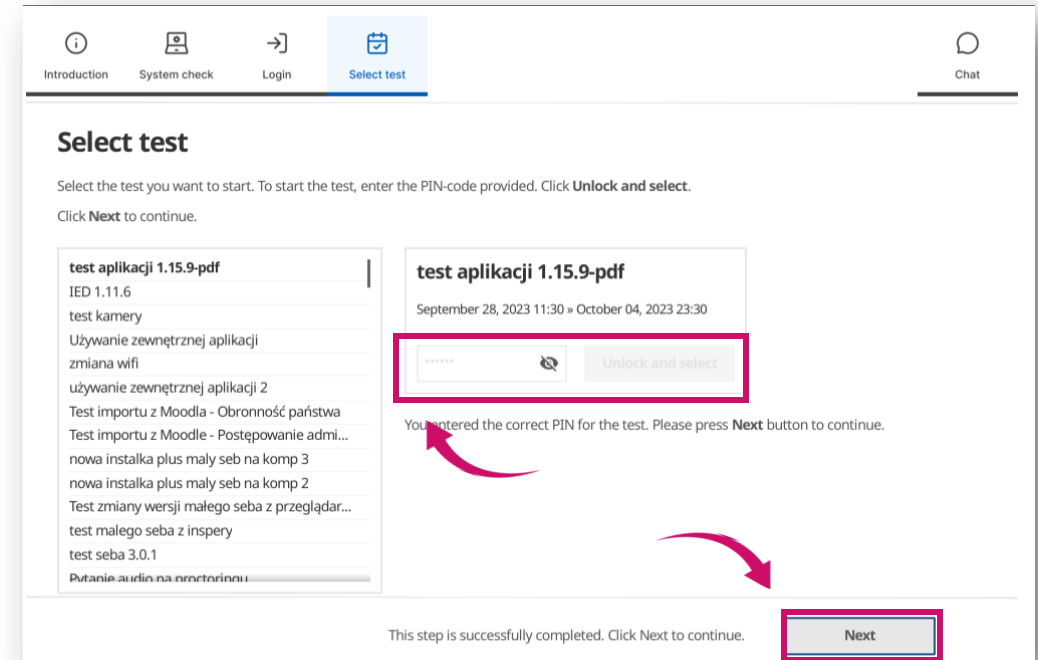 Introduction
System check
Login
Select test
Chat
Select test
Select the test you want to start. To start the test, enter the PIN-code provided. Click Unlock and select.
Click Next to continue.
test aplikacji 1.15.9-pdf
IED 1.11.6
test kamery
Używanie zewnętrznej aplikacji
zmiana wifi
używanie zewnętrznej aplikacji 2
Test importu z Moodla - Obronność państwa
Test importu z Moodle - Postępowanie admi...
nowa instalka plus maly seb na komp 3
nowa instalka plus maly seb na komp 2
Test zmiany wersji małego seba z przeglądar...
test malego seba z inspery
test seba 3.0.1
Pytanie audio na proctoringu
test aplikacji 1.15.9-pdf
September 28, 2023 11:30 » October 04, 2023 23:30
Unlock and select
You entered the correct PIN for the test. Please press Next button to continue.
This step is successfully completed. Click Next to continue.
Next